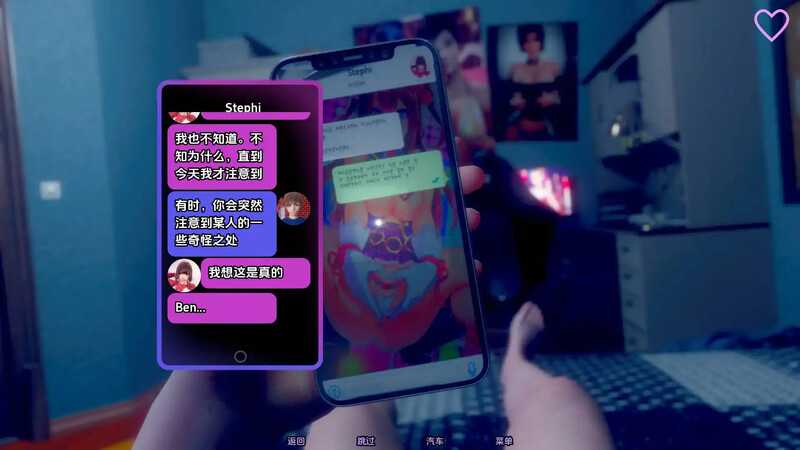 Stephi
Stephi
我也不知道。不
知为什么，直到
今天我才注意到
有时，你会突然
注意到某人的一
些奇怪之处
我想这是真的
Ben...
返回
跳过
汽车
菜单